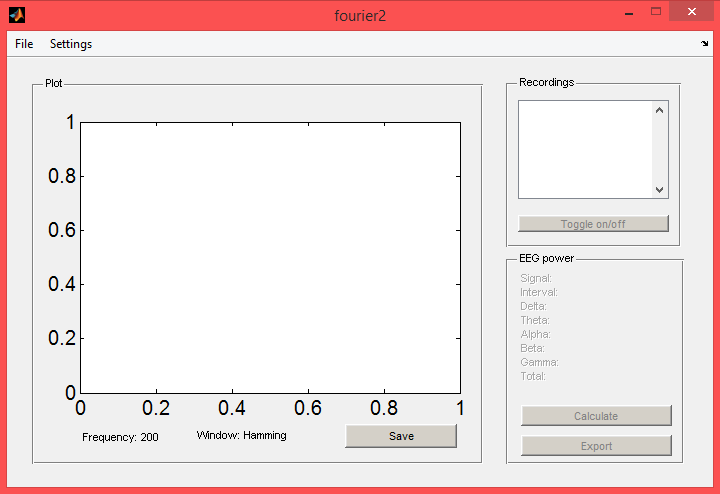 fourier2
File Settings
Plot
1
0.8
0.6
0.4
0.2
0
0 0.2 0.4 0.6 0.8 1
Frequency: 200 Window: Hamming Save
Recordings
Toggle on/off
EEG power
Signal:
Interval:
Delta:
Theta:
Alpha:
Beta:
Gamma:
Total:
Calculate
Export